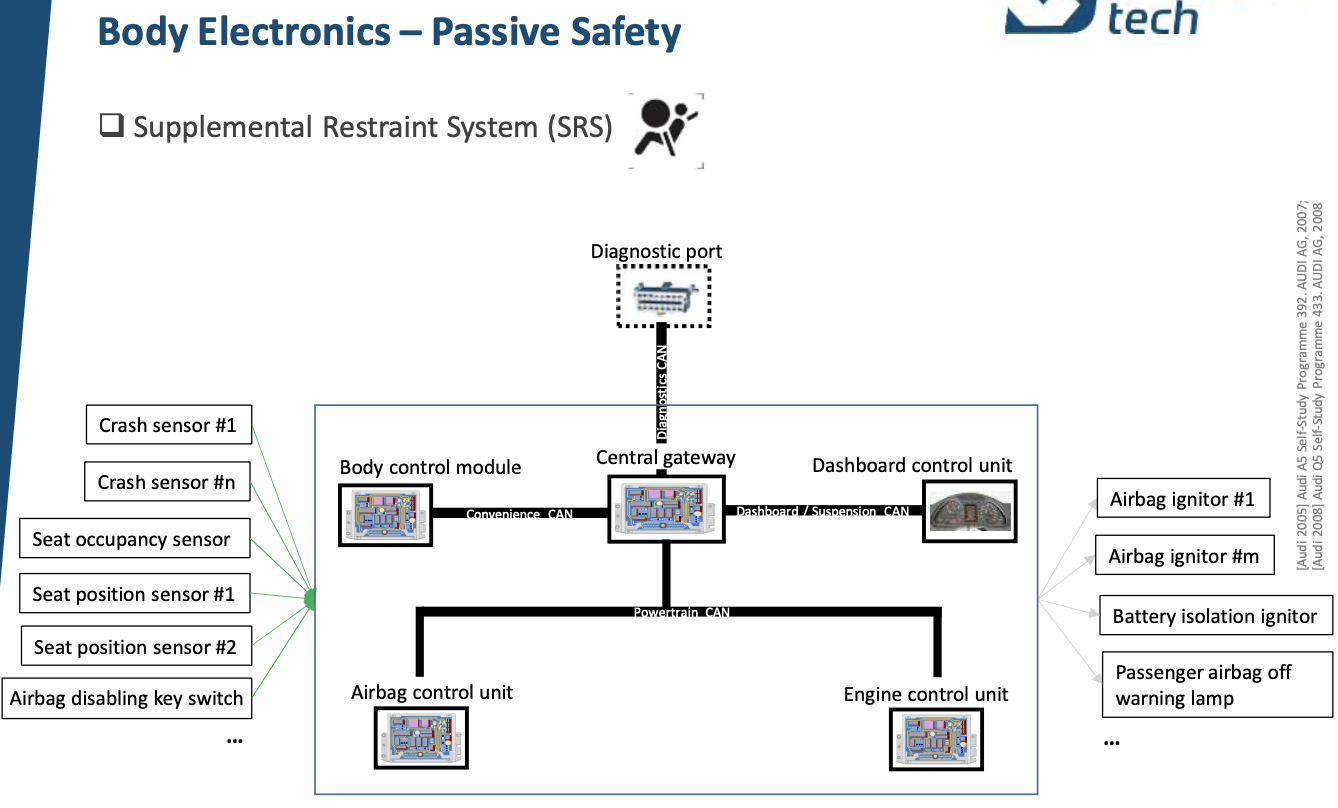 Body Electronics – Passive Safety
tech
❑ Supplemental Restraint System (SRS)
Diagnostic port
Diagnostics CAN
Crash sensor #1
Crash sensor #n
Seat occupancy sensor
Seat position sensor #1
Seat position sensor #2
Airbag disabling key switch
...
Body control module
Central gateway
Dashboard control unit
Convenience CAN
Dashboard / Suspension CAN
Powertrain CAN
Airbag control unit
Engine control unit
Airbag ignitor #1
Airbag ignitor #m
Battery isolation ignitor
Passenger airbag off
warning lamp
...
[Audi 2005] Audi A5 Self-Study Programme 392. AUDI AG, 2007;
[Audi 2008] Audi Q5 Self-Study Programme 433. AUDI AG, 2008